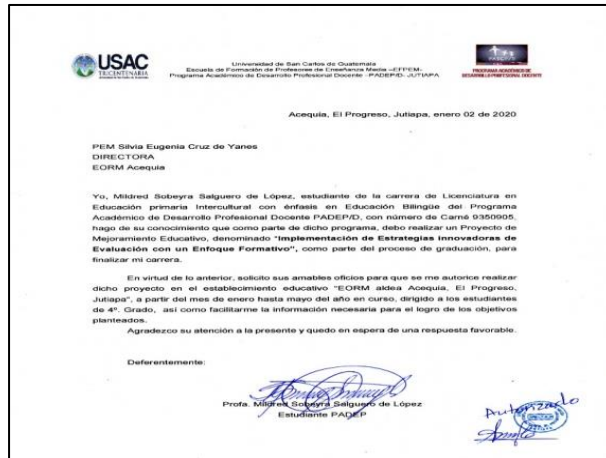 USAC
TRICENTENARIA
Universidad de San Carlos de Guatemala
Escuela de Formación de Profesores de Enseñanza Media –EFPEM-
Programa Académico de Desarrollo Profesional Docente -PADEP/D- JUTIAPA
PROGRAMA ACADÉMICO DE
DESARROLLO PROFESIONAL DOCENTE
Acequia, El Progreso, Jutiapa, enero 02 de 2020
PEM Silvia Eugenia Cruz de Yanes
DIRECTORA
EORM Acequia
Yo, Mildred Sobeyra Salguero de López, estudiante de la carrera de Licenciatura en
Educación primaria Intercultural con énfasis en Educación Bilingüe del Programa
Académico de Desarrollo Profesional Docente PADEP/D, con número de Carné 9350905,
hago de su conocimiento que como parte de dicho programa, debo realizar un Proyecto de
Mejoramiento Educativo, denominado "Implementación de Estrategias Innovadoras de
Evaluación con un Enfoque Formativo", como parte del proceso de graduación, para
finalizar mi carrera.
En virtud de lo anterior, solicito sus amables oficios para que se me autorice realizar
dicho proyecto en el establecimiento educativo "EORM aldea Acequia, El Progreso,
Jutiapa", a partir del mes de enero hasta mayo del año en curso, dirigido a los estudiantes
de 4º. Grado, así como facilitarme la información necesaria para el logro de los objetivos
planteados.
Agradezco su atención a la presente y quedo en espera de una respuesta favorable.
Deferentemente:
Profa. Mildred Sobeyra Salguero de López
Estudiante PADEP
Autorizado